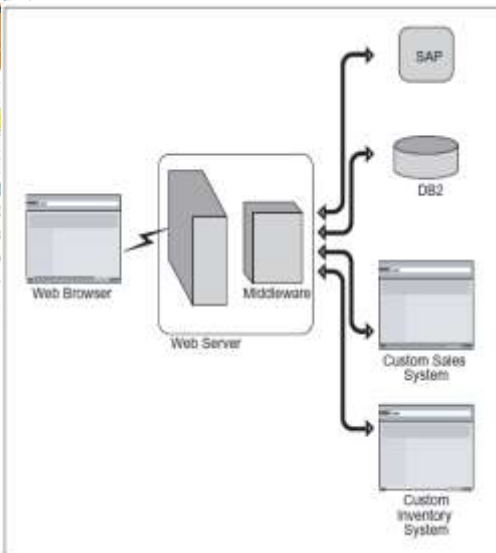 SAP
DB2
Web Browser
Middleware
Web Server
Custom Sales
System
Custom
Inventory
System